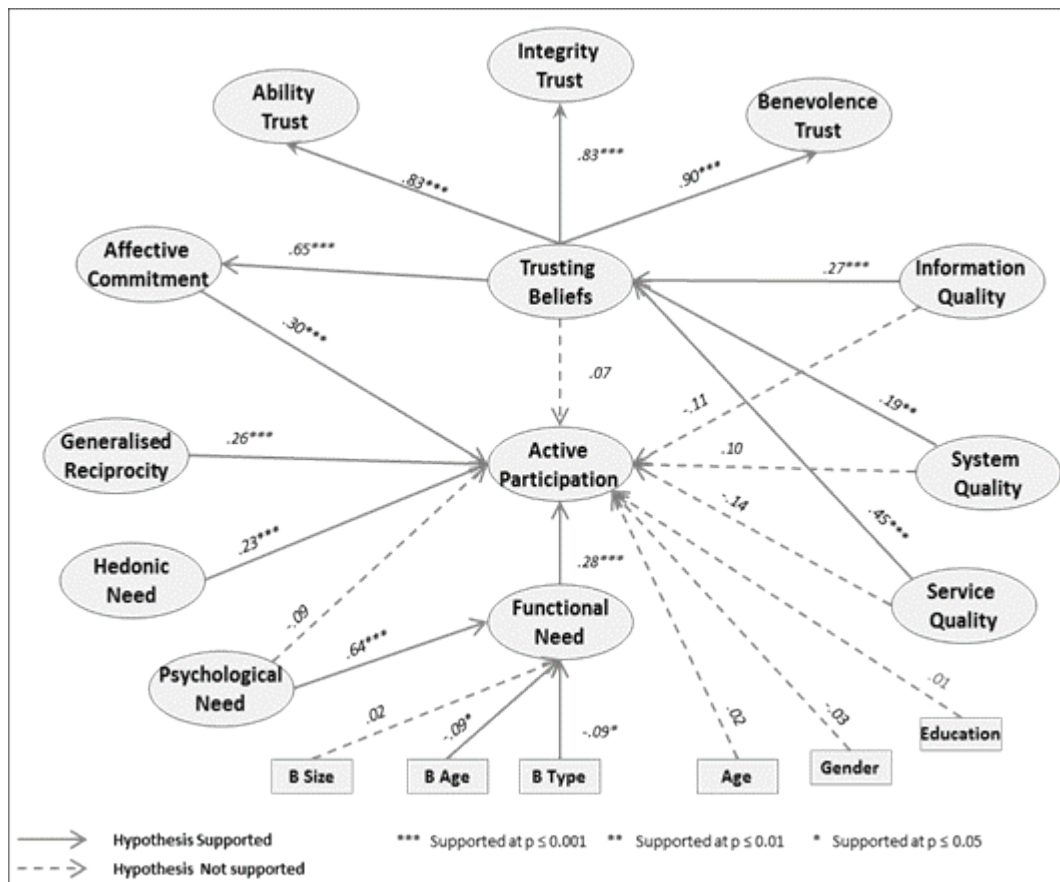 Integrity
Trust
Ability
Trust
Benevolence
Trust
.83***
.83***
.90***
Affective
Commitment
.65***
Trusting
Beliefs
.27***
Information
Quality
.30***
.07
-.11
.19**
Generalised
Reciprocity
.26***
Active
Participation
.10
System
Quality
-.14
.45***
Hedonic
Need
.23***
.28***
Functional
Need
Service
Quality
-.09
.64***
Psychological
Need
.02
-.09*
-.09*
.02
-.03
.01
Education
B Size
B Age
B Type
Age
Gender
Hypothesis Supported
*** Supported at p ≤ 0.001
** Supported at p ≤ 0.01
* Supported at p ≤ 0.05
Hypothesis Not supported